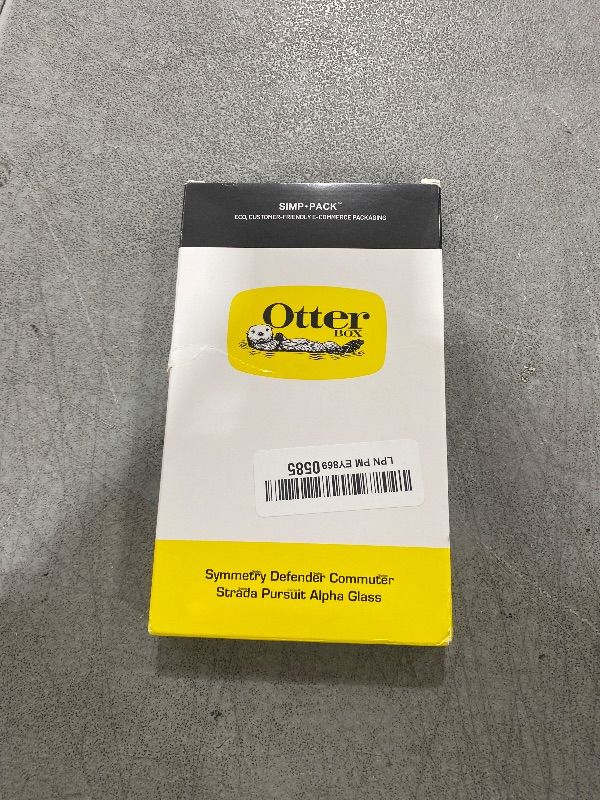 SIMP•PACK™
ECO, CUSTOMER-FRIENDLY E-COMMERCE PACKAGING
Otter
BOX
LPN PM EY869 0585
Symmetry Defender Commuter
Strada Pursuit Alpha Glass